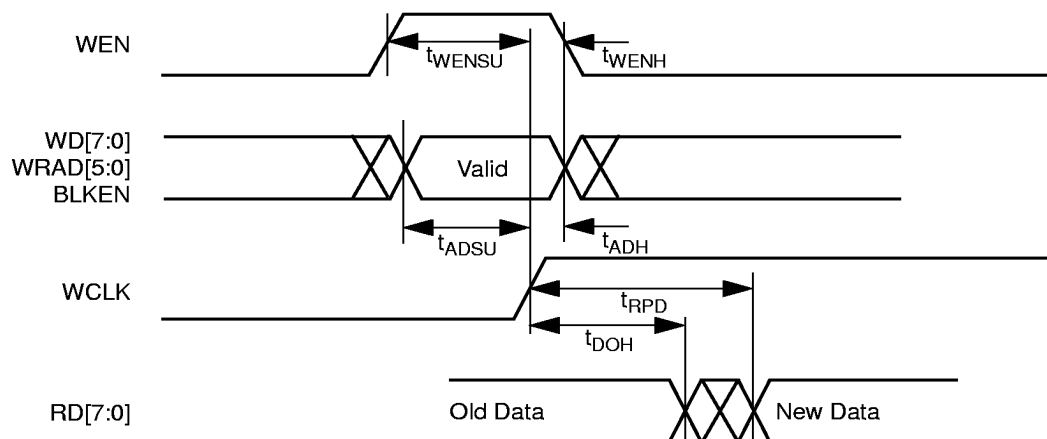 WEN
tWENSU
tWENH
WD[7:0]
WRAD[5:0]
BLKEN
Valid
tADSU
tADH
WCLK
tRPD
tDOH
RD[7:0]
Old Data
New Data